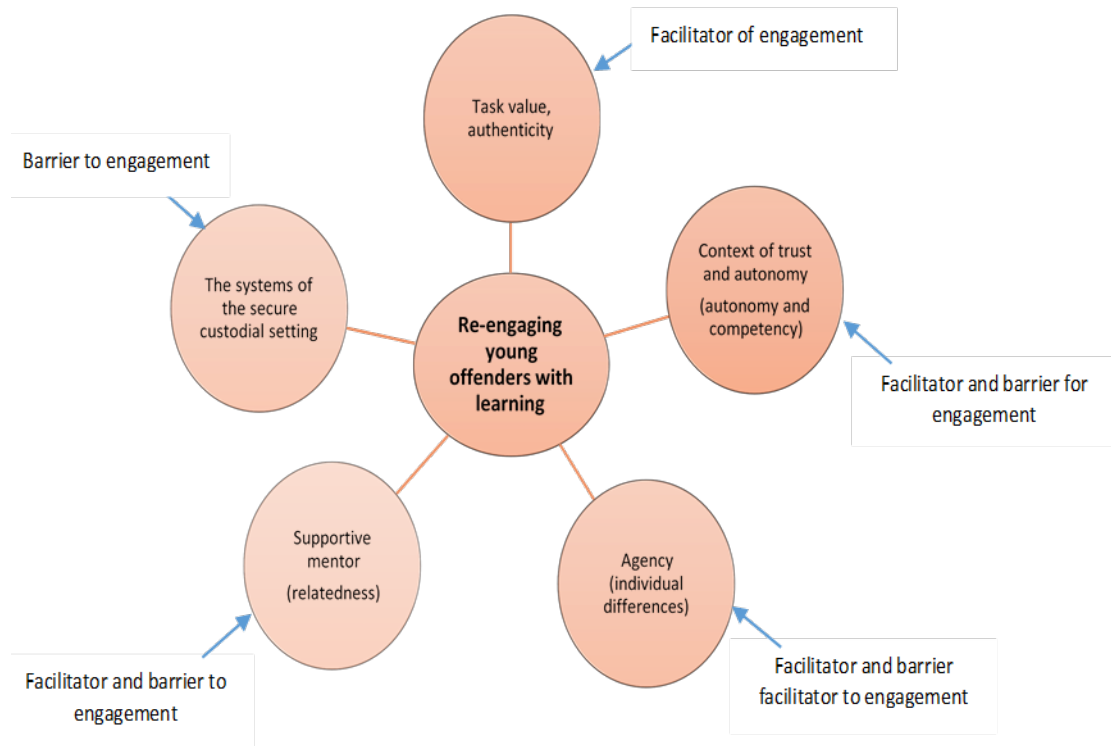 Facilitator of engagement
Task value,
authenticity
Barrier to engagement
The systems of
the secure
custodial setting
Context of trust
and autonomy
(autonomy and
competency)
Re-engaging
young
offenders with
learning
Facilitator and barrier for
engagement
Supportive
mentor
(relatedness)
Agency
(individual
differences)
Facilitator and barrier to
engagement
Facilitator and barrier
facilitator to engagement